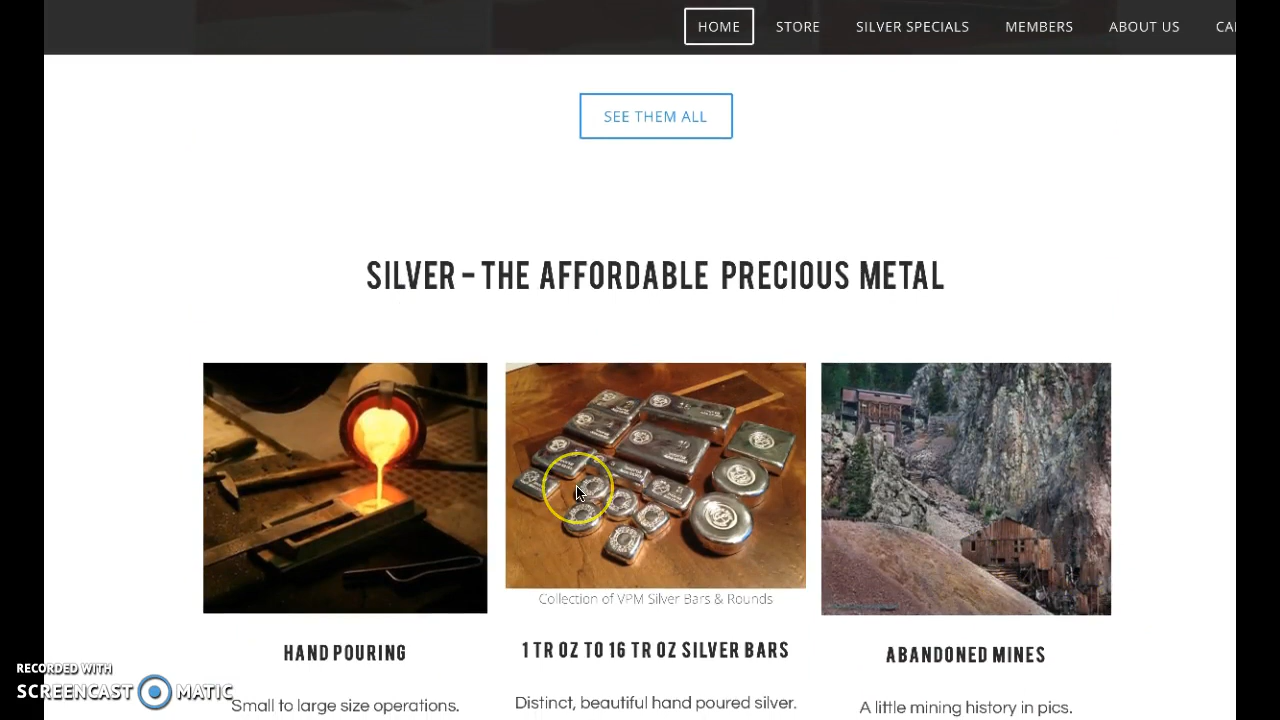 HOME STORE SILVER SPECIALS MEMBERS ABOUT US
SEE THEM ALL
SILVER – THE AFFORDABLE PRECIOUS METAL
Collection of VPM Silver Bars & Rounds
HAND POURING
1 TR OZ TO 16 TR OZ SILVER BARS
ABANDONED MINES
Small to large size operations.
Distinct, beautiful hand poured silver.
A little mining history in pics.
RECORDED WITH
SCREENCAST MATIC